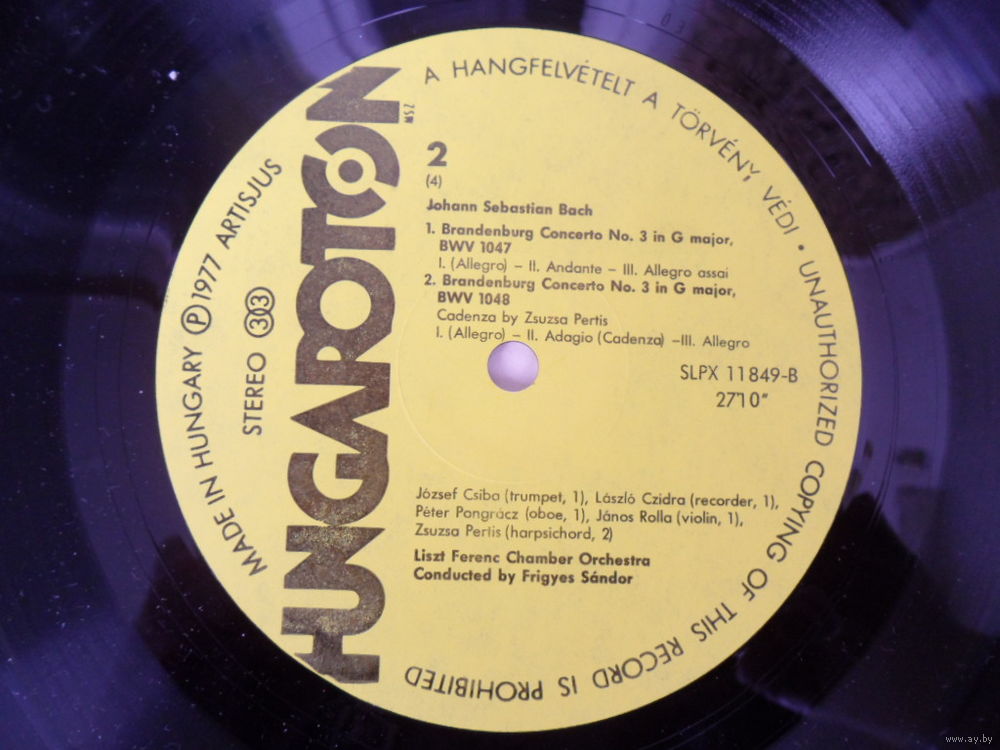 HUNGAROTON
MSZ
A HANGFELVÉTELT A TÖRVÉNY VÉDI • UNAUTHORIZED COPYING OF THIS RECORD IS PROHIBITED
MADE IN HUNGARY Ⓟ 1977 ARTISJUS
STEREO 33
2
(4)
Johann Sebastian Bach
1. Brandenburg Concerto No. 3 in G major,
BWV 1047
I. (Allegro) – II. Andante – III. Allegro assai
2. Brandenburg Concerto No. 3 in G major,
BWV 1048
Cadenza by Zsuzsa Pertis
I. (Allegro) – II. Adagio (Cadenza) –III. Allegro
SLPX 11849-B
27'10"
József Csiba (trumpet, 1), László Czidra (recorder, 1),
Péter Pongrácz (oboe, 1), János Rolla (violin, 1),
Zsuzsa Pertis (harpsichord, 2)
Liszt Ferenc Chamber Orchestra
Conducted by Frigyes Sándor
www.ay.by